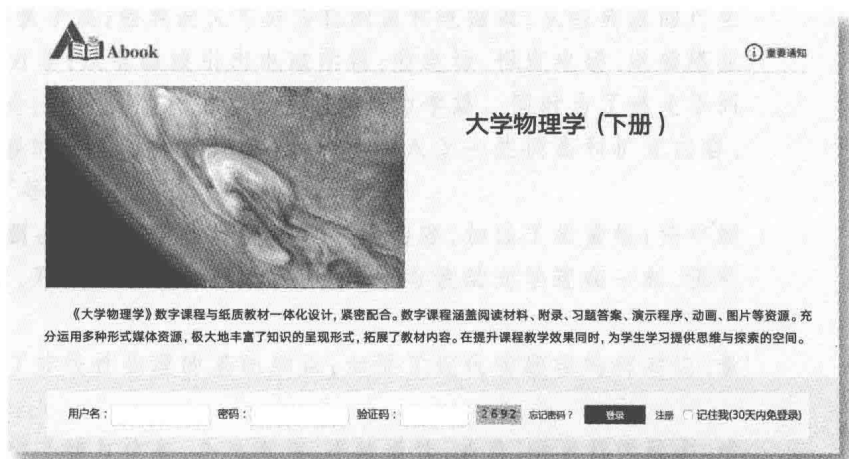 Abook
重要通知
大学物理学（下册）
《大学物理学》数字课程与纸质教材一体化设计，紧密配合。数字课程涵盖阅读材料、附录、习题答案、演示程序、动画、图片等资源。充
分运用多种形式媒体资源，极大地丰富了知识的呈现形式，拓展了教材内容。在提升课程教学效果同时，为学生学习提供思维与探索的空间。
用户名： 密码： 验证码： 2692 忘记密码？ 登录 注册 记住我(30天内免登录)